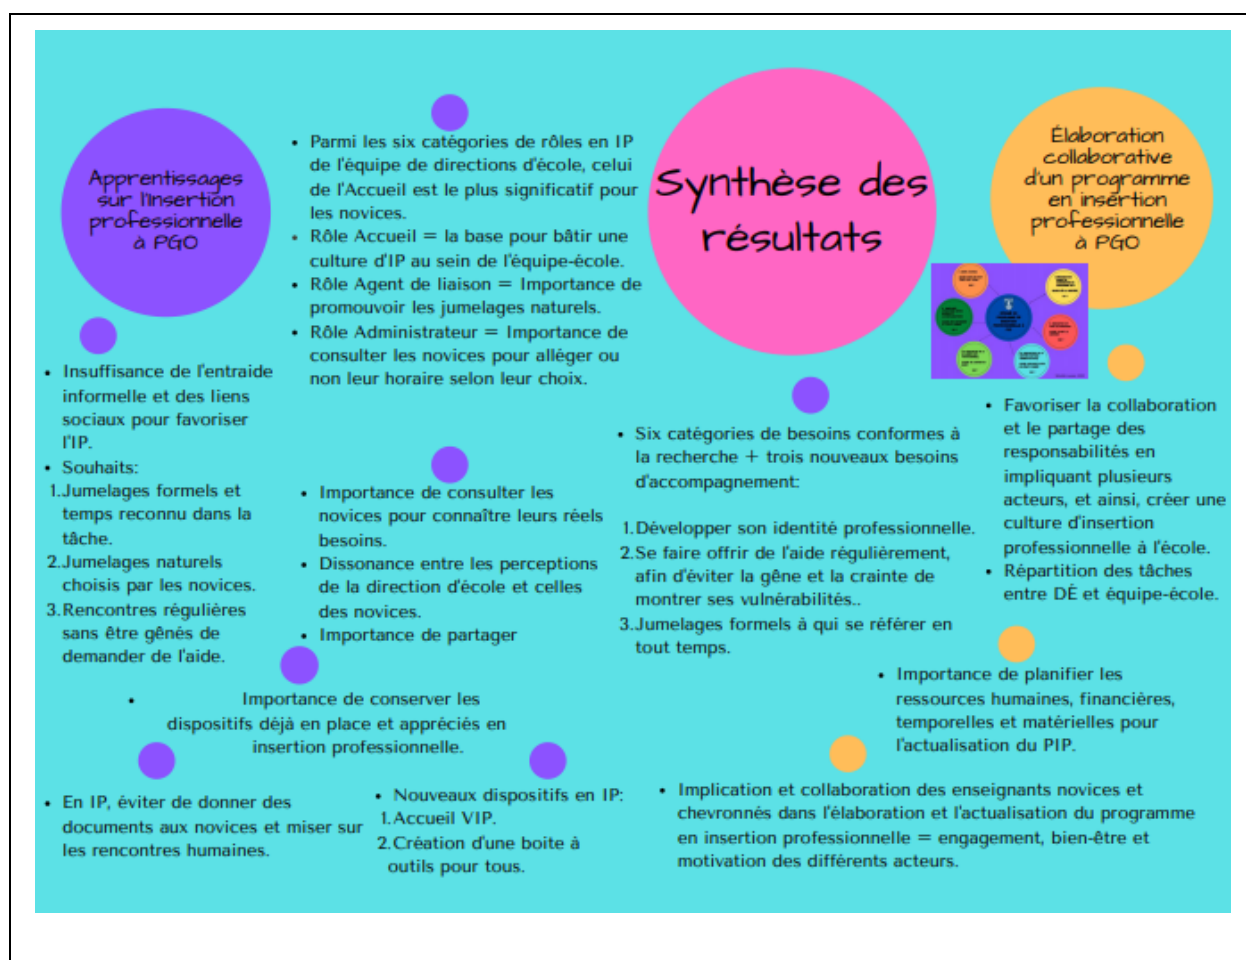 Apprentissages
sur l'Insertion
professionnelle
à PGO
• Insuffisance de l'entraide
informelle et des liens
sociaux pour favoriser
l'IP.
• Souhaits:
1.Jumelages formels et
temps reconnu dans la
tâche.
2.Jumelages naturels
choisis par les novices.
3.Rencontres régulières
sans être gênés de
demander de l'aide.
• Parmi les six catégories de rôles en IP
de l'équipe de directions d'école, celui
de l'Accueil est le plus significatif pour
les novices.
• Rôle Accueil = la base pour bâtir une
culture d'IP au sein de l'équipe-école.
• Rôle Agent de liaison = Importance de
promouvoir les jumelages naturels.
• Rôle Administrateur = Importance de
consulter les novices pour alléger ou
non leur horaire selon leur choix.
• Importance de consulter les
novices pour connaître leurs réels
besoins.
• Dissonance entre les perceptions
de la direction d'école et celles
des novices.
• Importance de partager
• Importance de conserver les
dispositifs déjà en place et appréciés en
insertion professionnelle.
• En IP, éviter de donner des
documents aux novices et miser sur
les rencontres humaines.
• Nouveaux dispositifs en IP:
1.Accueil VIP.
2.Création d'une boite à
outils pour tous.
Synthèse des
résultats
• Six catégories de besoins conformes à
la recherche + trois nouveaux besoins
d'accompagnement:
1.Développer son identité professionnelle.
2.Se faire offrir de l'aide régulièrement,
afin d'éviter la gêne et la crainte de
montrer ses vulnérabilités..
3.Jumelages formels à qui se référer en
tout temps.
Élaboration
collaborative
d'un programme
en insertion
professionnelle
à PGO
• Favoriser la collaboration
et le partage des
responsabilités en
impliquant plusieurs
acteurs, et ainsi, créer une
culture d'insertion
professionnelle à l'école.
• Répartition des tâches
entre DÉ et équipe-école.
• Importance de planifier les
ressources humaines, financières,
temporelles et matérielles pour
l'actualisation du PIP.
• Implication et collaboration des enseignants novices et
chevronnés dans l'élaboration et l'actualisation du programme
en insertion professionnelle = engagement, bien-être et
motivation des différents acteurs.